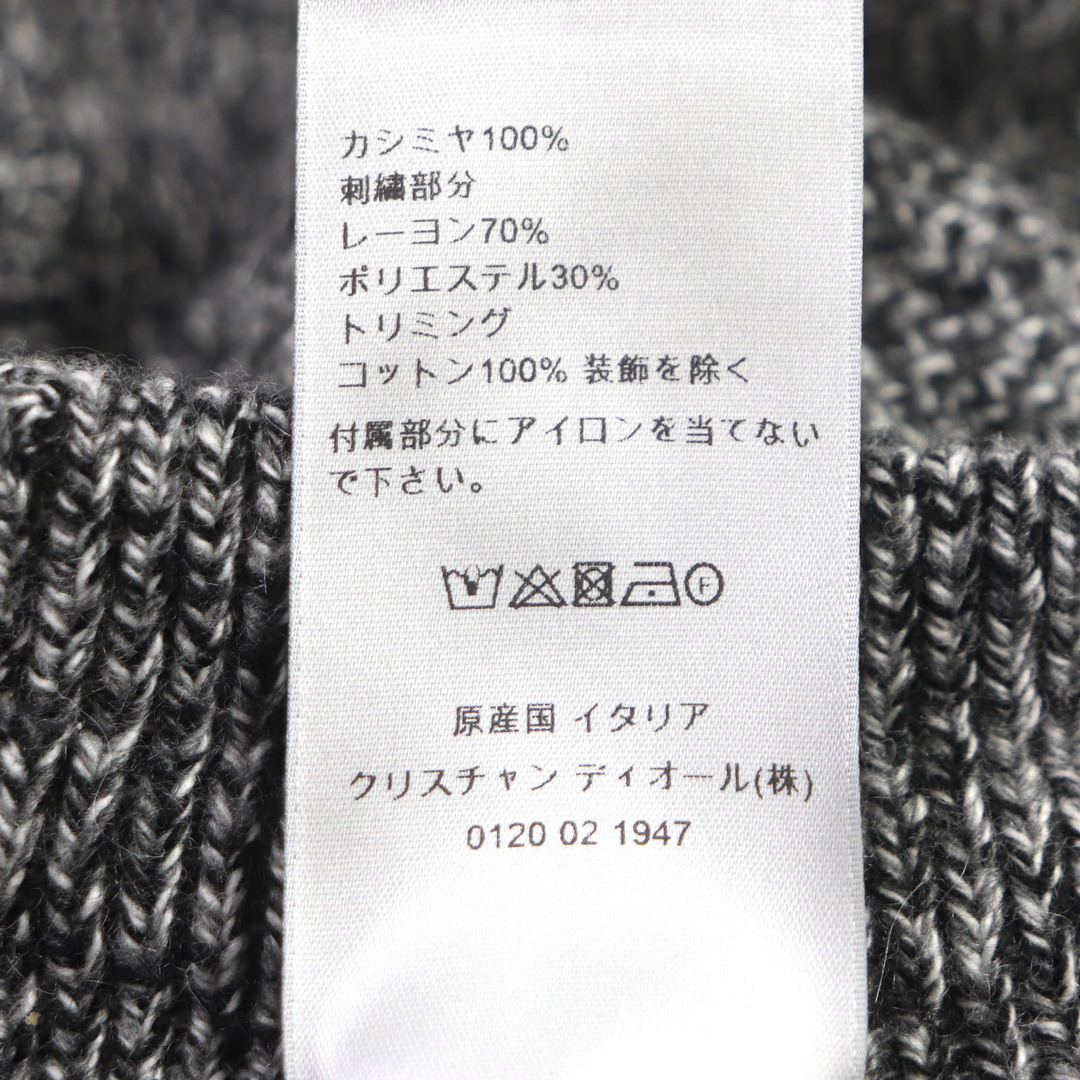 カシミヤ100%
刺繍部分
レーヨン70%
ポリエステル30%
トリミング
コットン100% 装飾を除く
付属部分にアイロンを当てない
で下さい。
F
原産国 イタリア
クリスチャン ディオール(株)
0120 02 1947